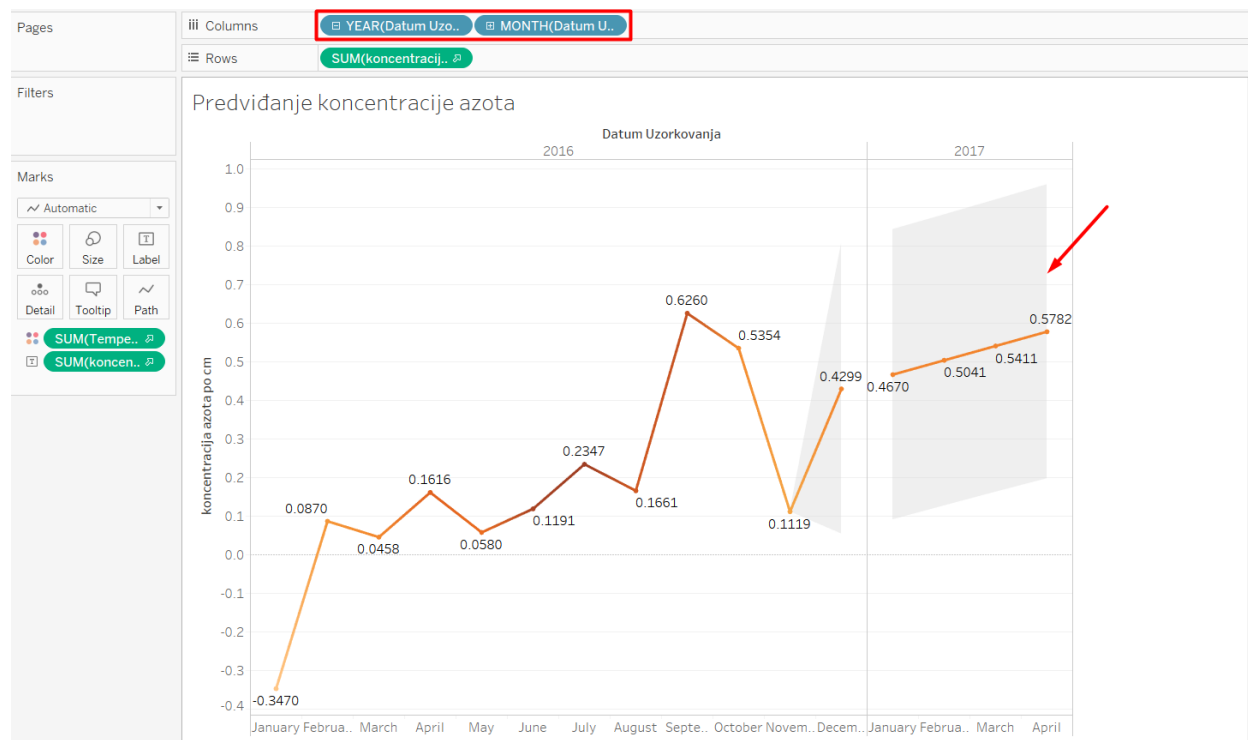 Pages
Columns
YEAR(Datum Uzo..
MONTH(Datum U..
Rows
SUM(koncentracij..
Filters
Marks
Automatic
Color
Size
Label
Detail
Tooltip
Path
SUM(Tempe..
SUM(koncen..
Predviđanje koncentracije azota
Datum Uzorkovanja
2016
2017
koncentracija azota po cm
1.0
0.9
0.8
0.7
0.6
0.5
0.4
0.3
0.2
0.1
0.0
-0.1
-0.2
-0.3
-0.4
-0.3470
0.0870
0.0458
0.1616
0.0580
0.1191
0.2347
0.1661
0.6260
0.5354
0.1119
0.4299
0.4670
0.5041
0.5411
0.5782
January Februa.. March April May June July August Septe.. October Novem.. Decem.. January Februa.. March April